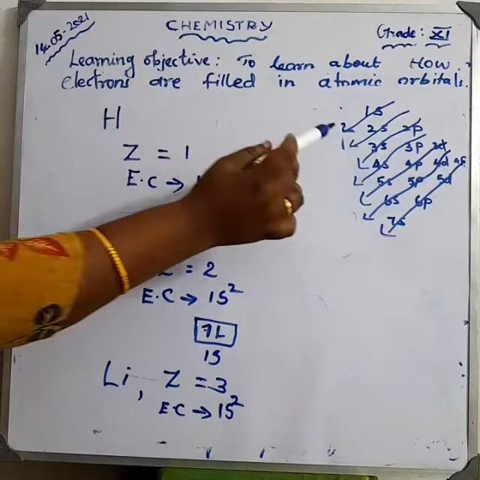 14.05.2021
CHEMISTRY
Grade: XI
Learning objective: To learn about HOW
electrons are filled in atomic orbitals.
H
Z = 1
E.C → 1
= 2
E.C → 1S²
1L
1S
Li, Z = 3
E.C → 1S²
1S
2S 2p
3S 3p 3d
4S 4p 4d 4f
5s 5p 5d
6s 6p
7s